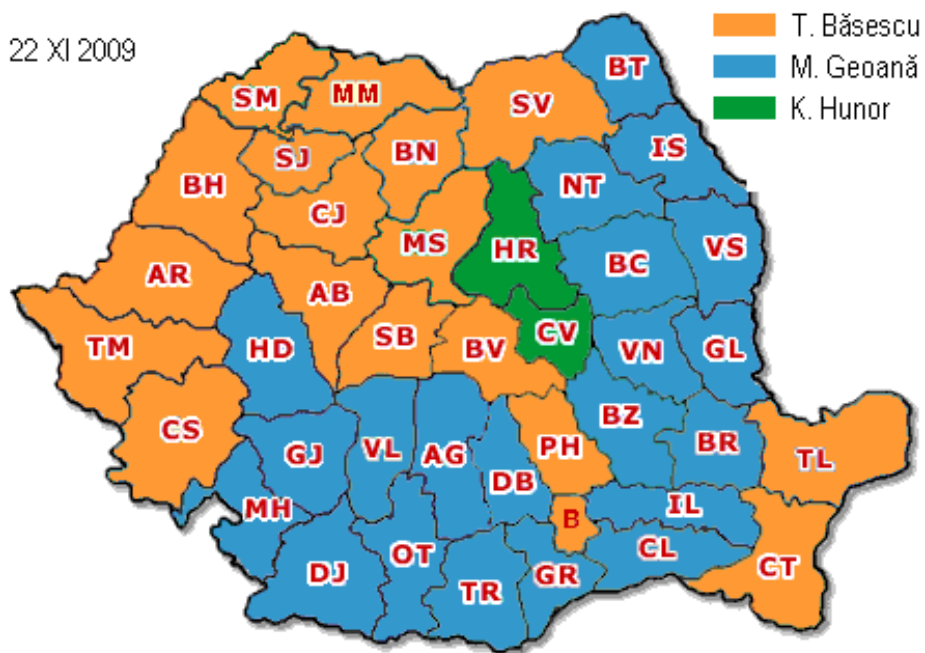 22 XI 2009
T. Băsescu
M. Geoană
K. Hunor
BT
SM
MM
SV
IS
SJ
BN
BH
NT
CJ
MS
HR
BC
VS
AR
AB
CV
TM
HD
SB
BV
VN
GL
CS
BZ
GJ
VL
AG
PH
BR
TL
DB
MH
B
IL
OT
CL
DJ
TR
GR
CT